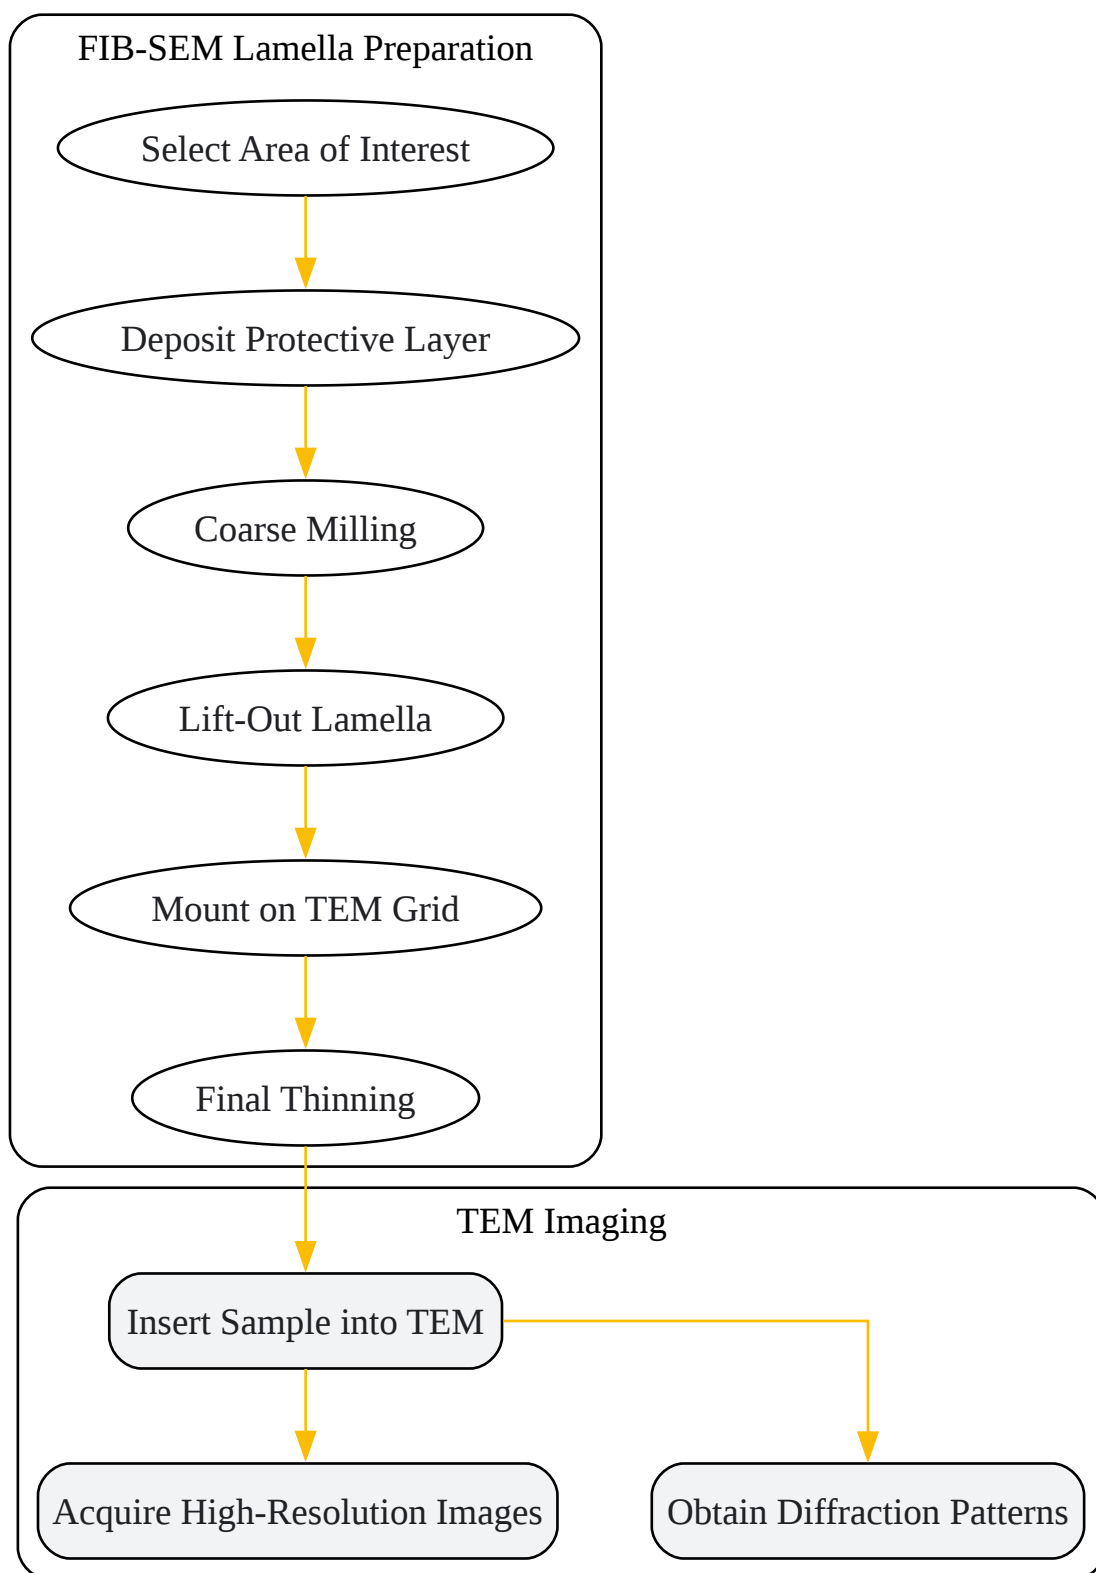 FIB-SEM Lamella Preparation
Select Area of Interest
Deposit Protective Layer
Coarse Milling
Lift-Out Lamella
Mount on TEM Grid
Final Thinning
TEM Imaging
Insert Sample into TEM
Acquire High-Resolution Images
Obtain Diffraction Patterns